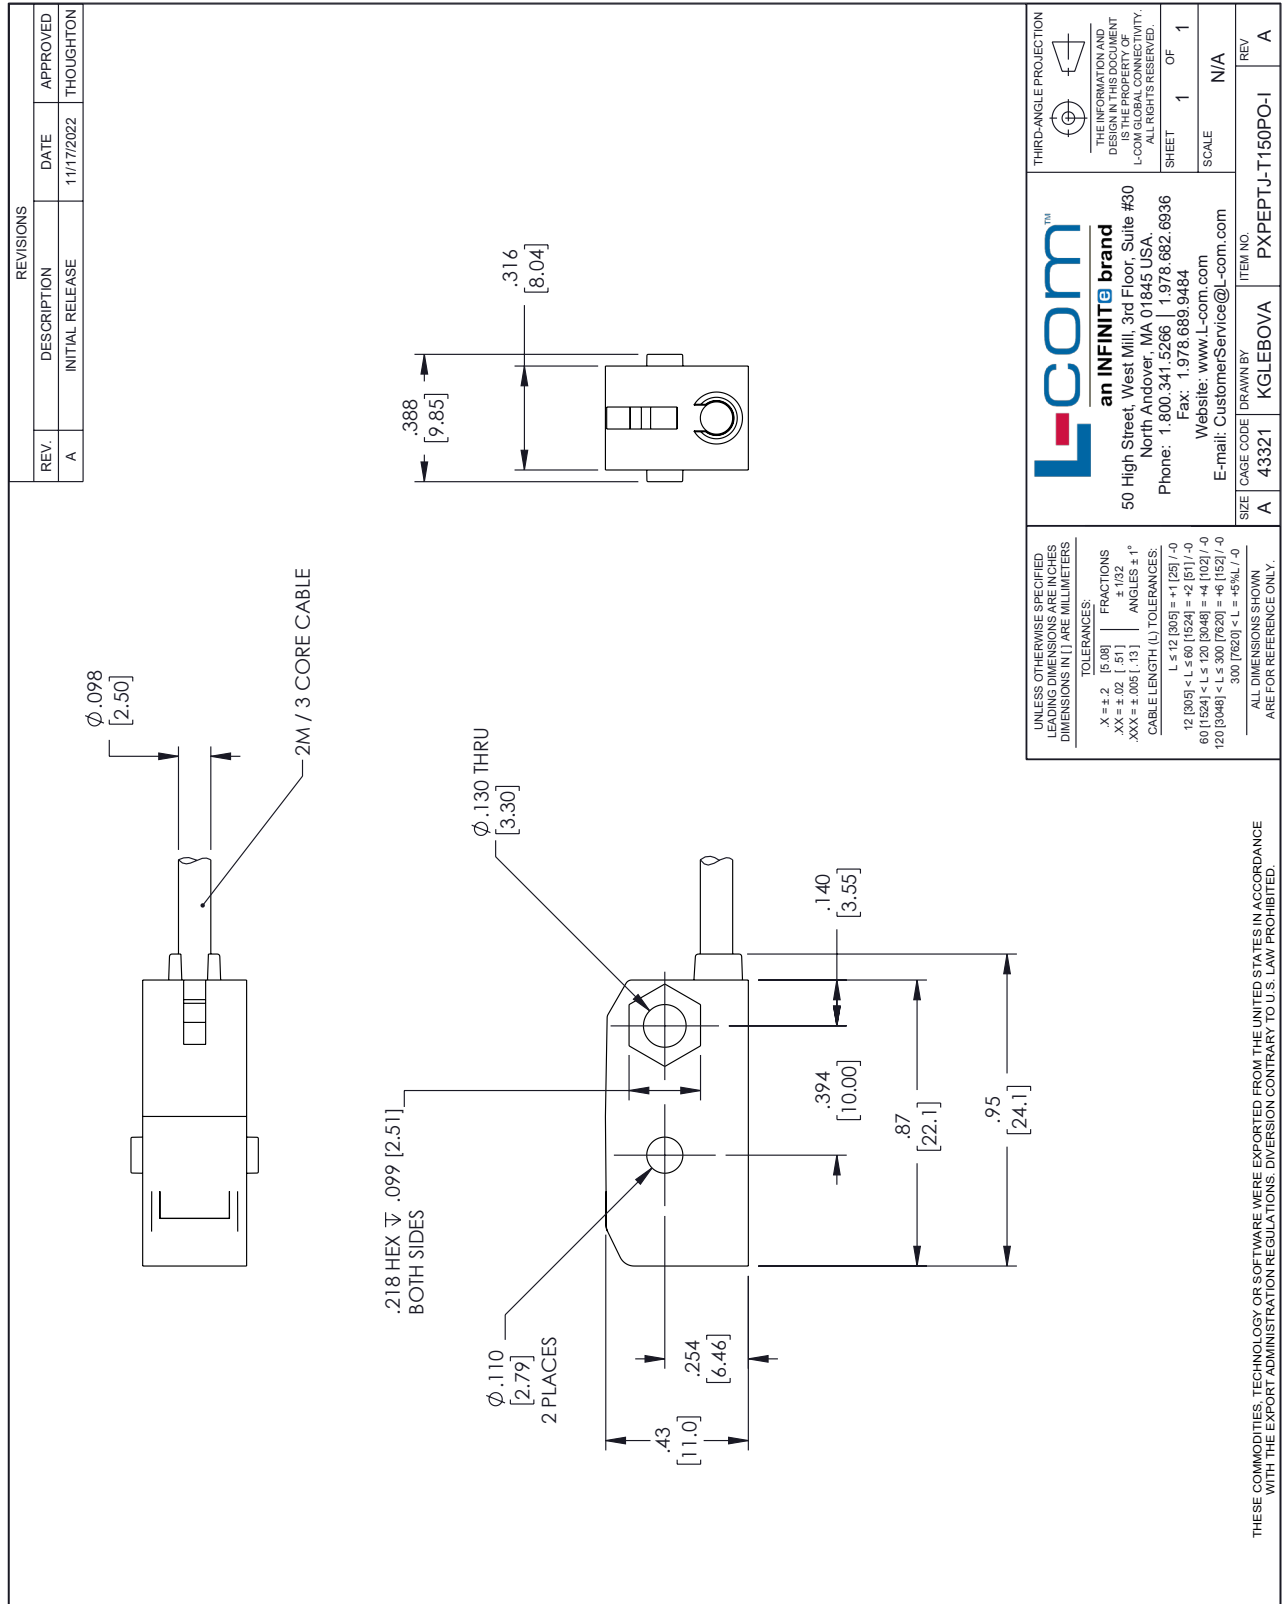 REVISIONS
REV. DESCRIPTION DATE APPROVED
A INITIAL RELEASE 11/17/2022 THOUGHTON
Ø.098
[2.50]
2M / 3 CORE CABLE
.388
[9.85]
.316
[8.04]
.218 HEX ↧ .099 [2.51]
BOTH SIDES
Ø.130 THRU
[3.30]
Ø.110
[2.79]
2 PLACES
.43
[11.0]
.254
[6.46]
.140
[3.55]
.394
[10.00]
.87
[22.1]
.95
[24.1]
THESE COMMODITIES, TECHNOLOGY OR SOFTWARE WERE EXPORTED FROM THE UNITED STATES IN ACCORDANCE
WITH THE EXPORT ADMINISTRATION REGULATIONS. DIVERSION CONTRARY TO U.S. LAW PROHIBITED.
UNLESS OTHERWISE SPECIFIED
LEADING DIMENSIONS ARE INCHES
DIMENSIONS IN [ ] ARE MILLIMETERS
TOLERANCES:
.X = ±.2 [5.08] FRACTIONS
.XX = ±.02 [.51] ± 1/32
.XXX = ±.005 [.13] ANGLES ± 1°
CABLE LENGTH (L) TOLERANCES:
L ≤ 12 [305] = +1 [25] / -0
12 [305] < L ≤ 60 [1524] = +2 [51] / -0
60 [1524] < L ≤ 120 [3048] = +4 [102] / -0
120 [3048] < L ≤ 300 [7620] = +6 [152] / -0
300 [7620] < L = +5%L / -0
ALL DIMENSIONS SHOWN
ARE FOR REFERENCE ONLY.
L-com™
an INFINITe brand
50 High Street, West Mill, 3rd Floor, Suite #30
North Andover, MA 01845 USA.
Phone: 1.800.341.5266 | 1.978.682.6936
Fax: 1.978.689.9484
Website: www.L-com.com
E-mail: CustomerService@L-com.com
THIRD-ANGLE PROJECTION
THE INFORMATION AND
DESIGN IN THIS DOCUMENT
IS THE PROPERTY OF
L-COM GLOBAL CONNECTIVITY.
ALL RIGHTS RESERVED.
SHEET 1 OF 1
SCALE N/A
SIZE CAGE CODE DRAWN BY ITEM NO. REV
A 43321 KGLEBOVA PXPEPTJ-T150PO-I A